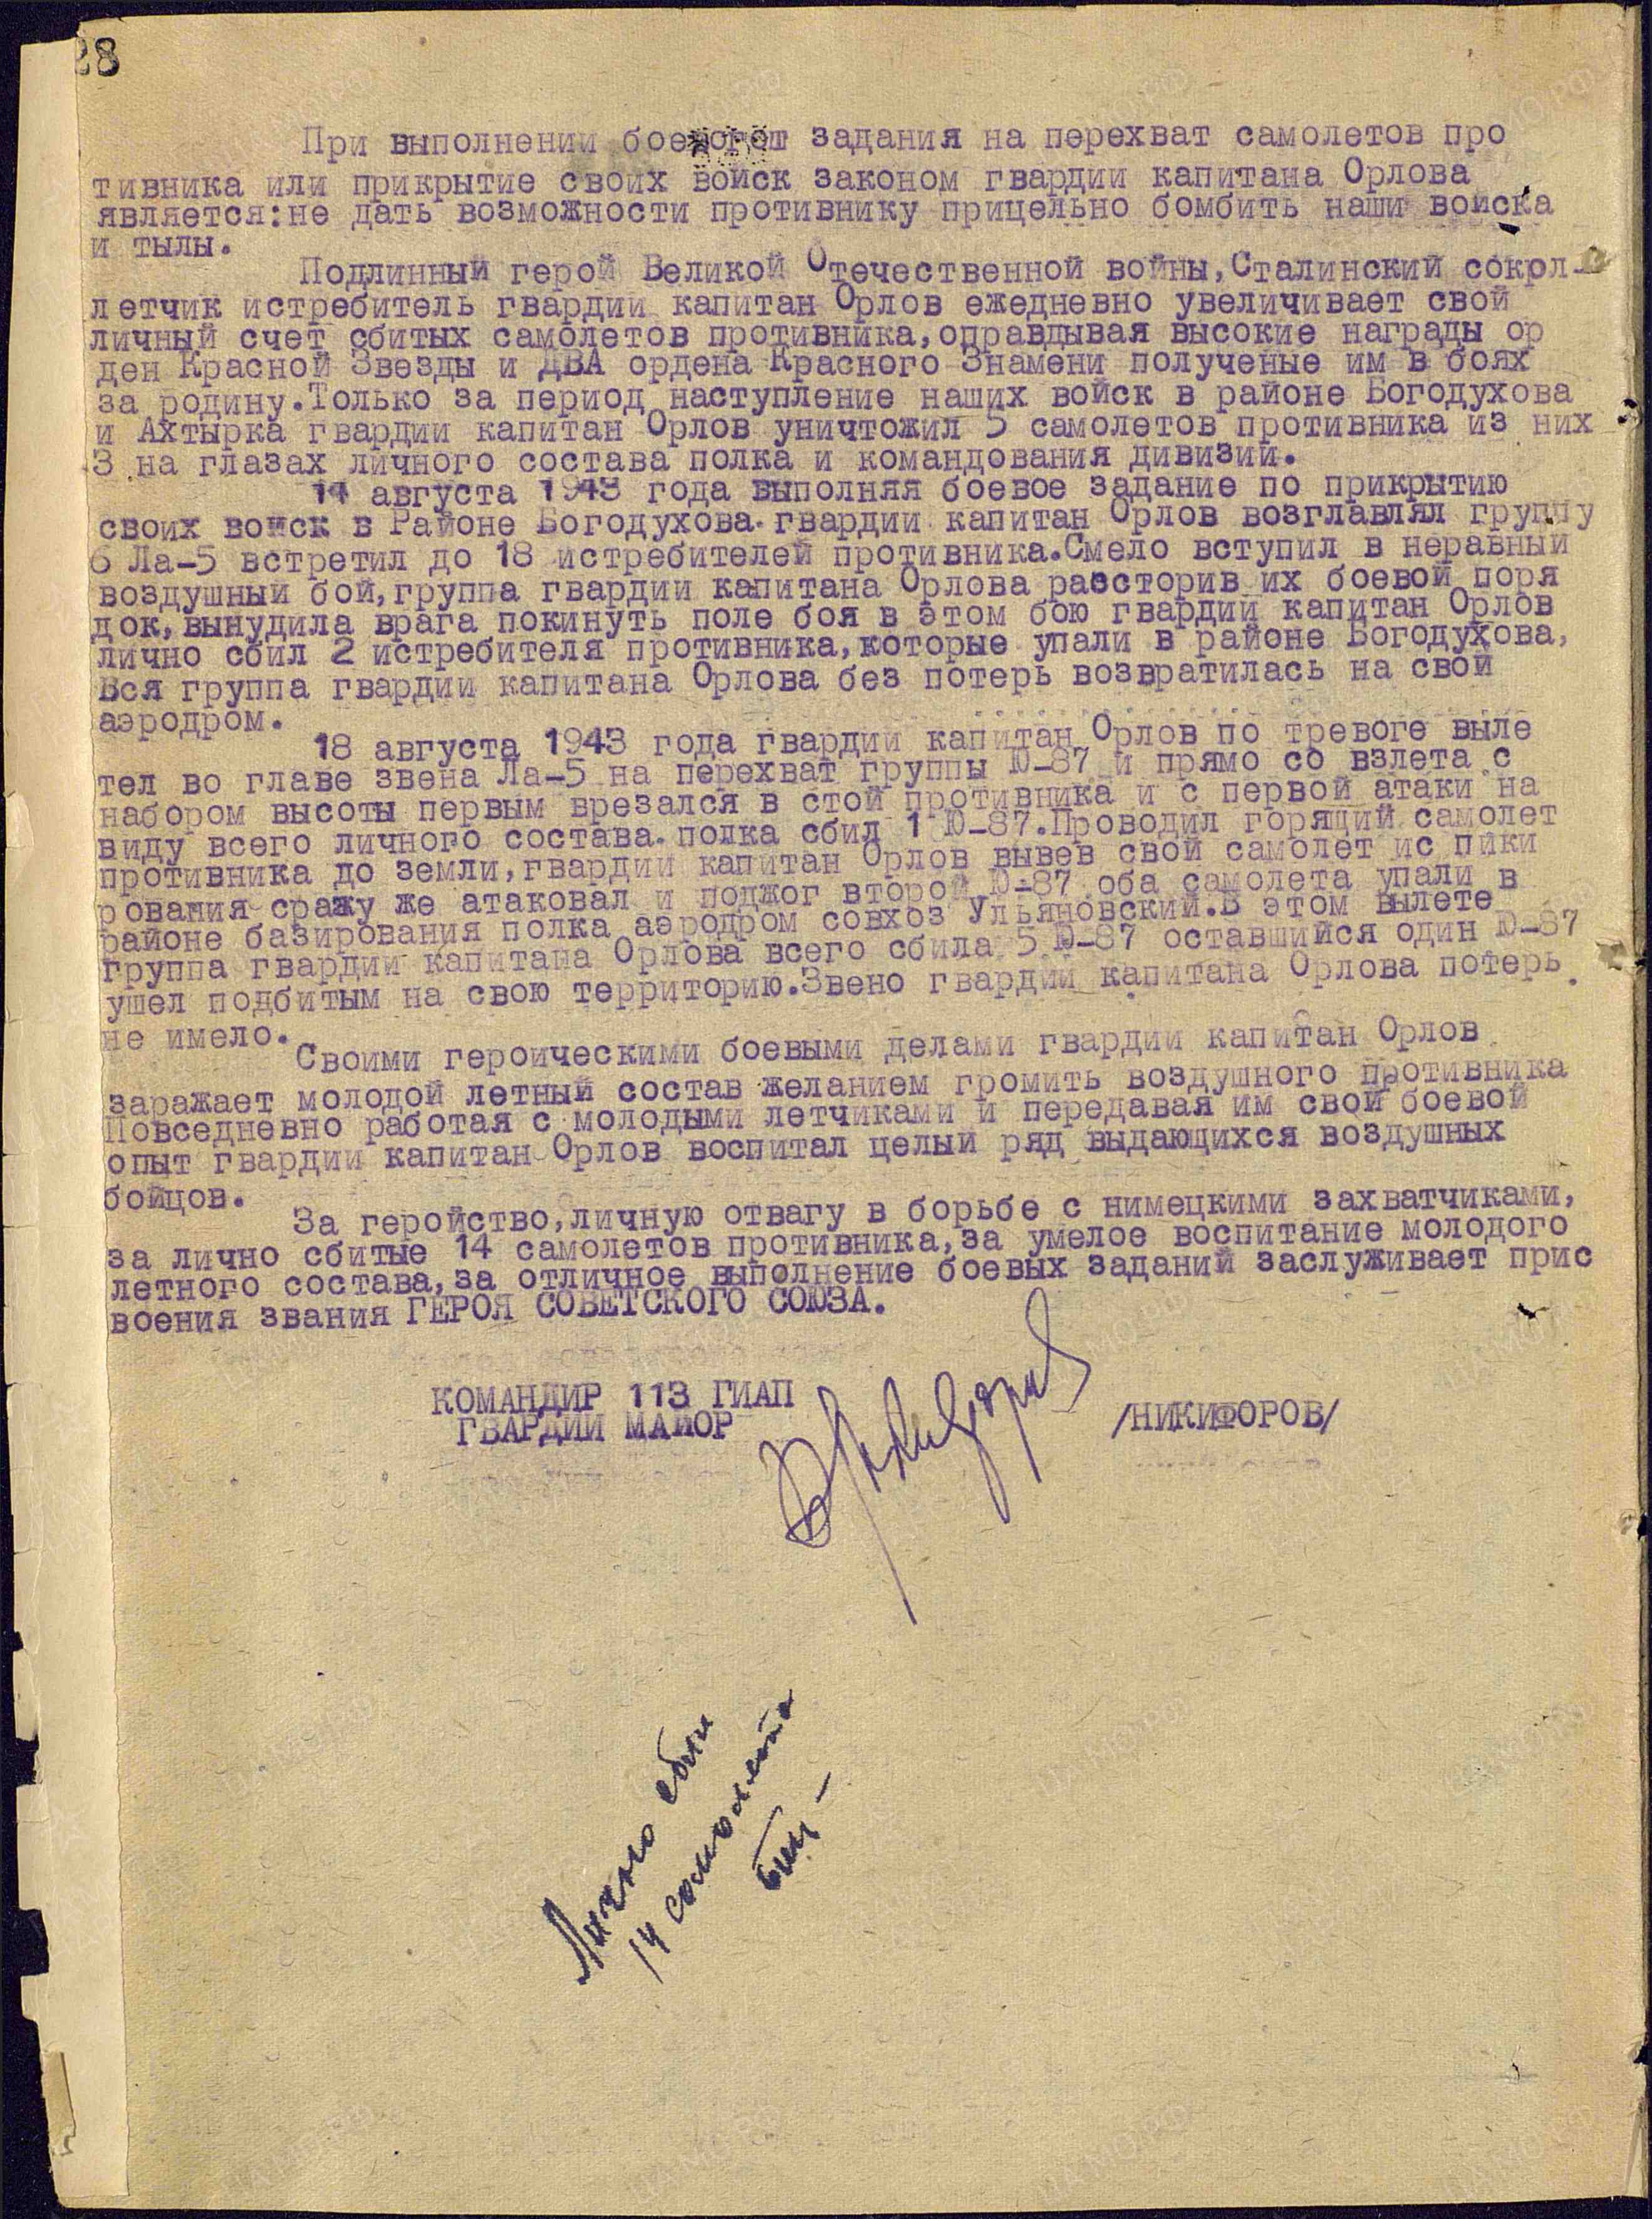 28
При выполнении боевого задания на перехват самолетов про
тивника или прикрытие своих войск законом гвардии капитана Орлова
является:не дать возможности противнику прицельно бомбить наши войска
и тылы.
Подлинный герой Великой Отечественной войны,Сталинский сокол-
летчик истребитель гвардии капитан Орлов ежедневно увеличивает свой
личный счет сбитых самолетов противника,оправдывая высокие награды ор
ден Красной Звезды и ДВА ордена Красного Знамени полученые им в боях
за родину.Только за период наступление наших войск в районе Богодухова
и Ахтырка гвардии капитан Орлов уничтожил 5 самолетов противника из них
3 на глазах личного состава полка и командования дивизии.
14 августа 1943 года выполняя боевое задание по прикрытию
своих войск в Районе Богодухова.гвардии капитан Орлов возглавлял группу
6 Ла-5 встретил до 18 истребителей противника.Смело вступил в неравный
воздушный бой,группа гвардии капитана Орлова рассторив их боевой поря
док,вынудила врага покинуть поле боя в этом бою гвардий капитан Орлов
лично сбил 2 истребителя противника,которые упали в районе Богодухова,
Вся группа гвардии капитана Орлова без потерь возвратилась на свой
аэродром.
18 августа 1943 года гвардии капитан Орлов по тревоге выле
тел во главе звена Ла-5 на перехват группы Ю-87 и прямо со взлета с
набором высоты первым врезался в стой противника и с первой атаки на
виду всего личного состава.полка сбил 1 Ю-87.Проводил горящий самолет
противника до земли,гвардии капитан Орлов вывев свой самолет ис пики
рования сражу же атаковал и поджог второй Ю-87 оба самолета упали в
районе базирования полка аэродром совхоз Ульяновский.В этом вылете
группа гвардии капитана Орлова всего сбила 5 Ю-87 оставшийся один Ю-87
ушел подбитым на свою территорию.Звено гвардии капитана Орлова потерь
не имело.
Своими героическими боевыми делами гвардии капитан Орлов
заражает молодой летный состав желанием громить воздушного противника
Повседневно работая с молодыми летчиками и передавая им свой боевой
опыт гвардии капитан Орлов воспитал целый ряд выдающихся воздушных
бойцов.
За геройство,личную отвагу в борьбе с нимецкими захватчиками,
за лично сбитые 14 самолетов противника,за умелое воспитание молодого
летного состава,за отличное выполнение боевых заданий заслуживает прис
воения звания ГЕРОЯ СОВЕТСКОГО СОЮЗА.
КОМАНДИР 113 ГИАП
ГВАРДИИ МАЙОР /НИКИФОРОВ/
Лично сбил
14 самолета